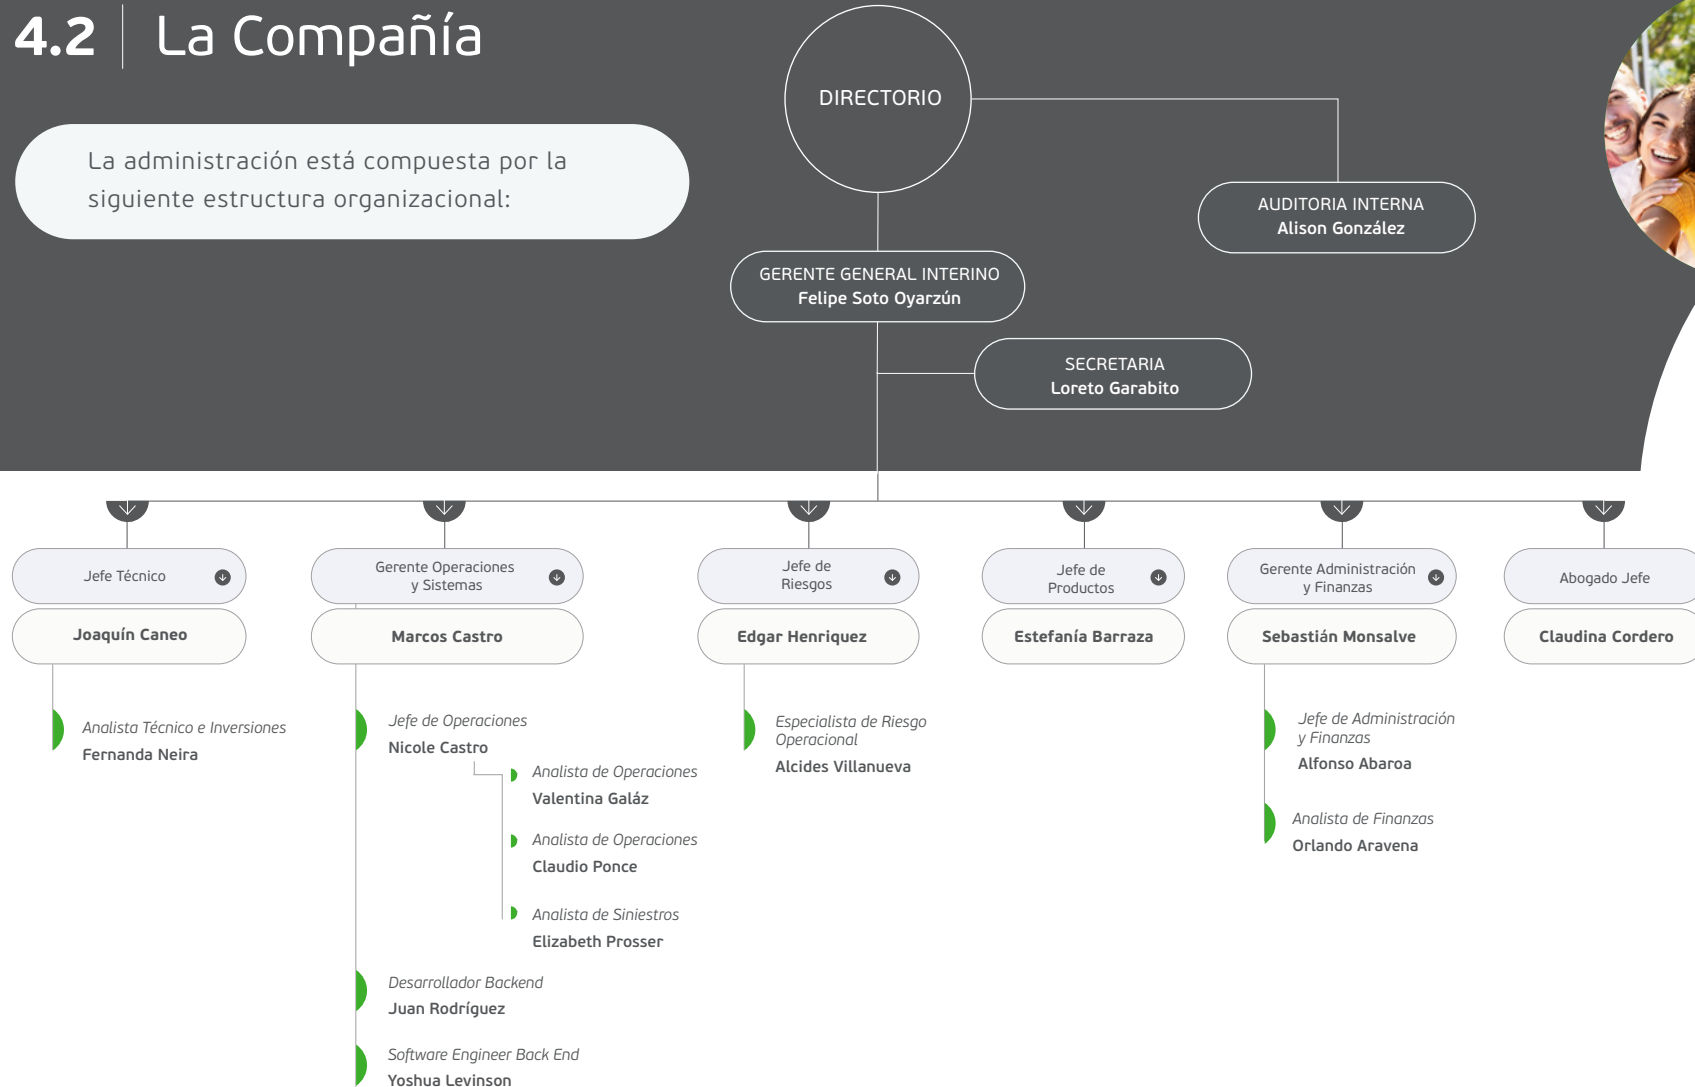 4.2 La Compañía
La administración está compuesta por la
siguiente estructura organizacional:
DIRECTORIO
AUDITORIA INTERNA
Alison González
GERENTE GENERAL INTERINO
Felipe Soto Oyarzún
SECRETARIA
Loreto Garabito
Jefe Técnico
Joaquín Caneo
Analista Técnico e Inversiones
Fernanda Neira
Gerente Operaciones
y Sistemas
Marcos Castro
Jefe de Operaciones
Nicole Castro
Analista de Operaciones
Valentina Galáz
Analista de Operaciones
Claudio Ponce
Analista de Siniestros
Elizabeth Prosser
Desarrollador Backend
Juan Rodríguez
Software Engineer Back End
Yoshua Levinson
Jefe de
Riesgos
Edgar Henriquez
Especialista de Riesgo
Operacional
Alcides Villanueva
Jefe de
Productos
Estefanía Barraza
Gerente Administración
y Finanzas
Sebastián Monsalve
Jefe de Administración
y Finanzas
Alfonso Abaroa
Analista de Finanzas
Orlando Aravena
Abogado Jefe
Claudina Cordero